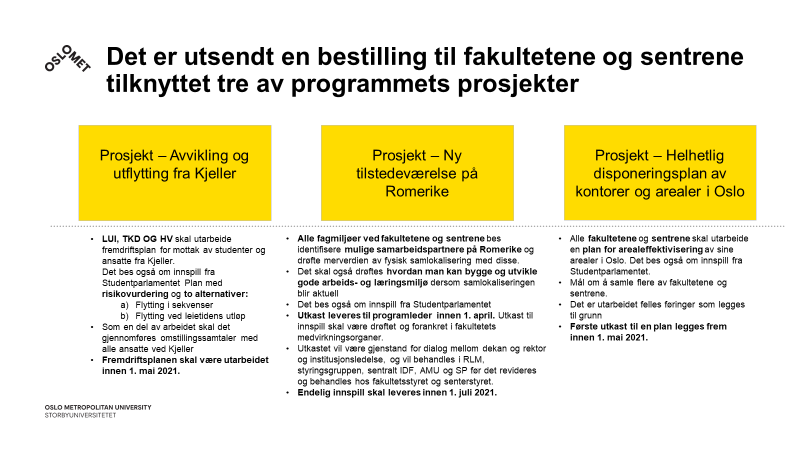 OSLO
MET
Det er utsendt en bestilling til fakultetene og sentrene
tilknyttet tre av programmets prosjekter
Prosjekt – Avvikling og
utflytting fra Kjeller
Prosjekt – Ny
tilstedeværelse på
Romerike
Prosjekt – Helhetlig
disponeringsplan av
kontorer og arealer i Oslo
• LUI, TKD OG HV skal utarbeide
fremdriftsplan for mottak av studenter og
ansatte fra Kjeller.
Det bes også om innspill fra
Studentparlamentet Plan med
risikovurdering og to alternativer:
a) Flytting i sekvenser
b) Flytting ved leietidens utløp
• Som en del av arbeidet skal det
gjennomføres omstillingssamtaler med
alle ansatte ved Kjeller
• Fremdriftsplanen skal være utarbeidet
innen 1. mai 2021.
• Alle fagmiljøer ved fakultetene og sentrene bes
identifisere mulige samarbeidspartnere på Romerike og
drøfte merverdien av fysisk samlokalisering med disse.
• Det skal også drøftes hvordan man kan bygge og utvikle
gode arbeids- og læringsmiljø dersom samlokaliseringen
blir aktuell
• Det bes også om innspill fra Studentparlamentet
• Utkast leveres til programleder innen 1. april. Utkast til
innspill skal være drøftet og forankret i fakultetets
medvirkningsorganer.
• Utkastet vil være gjenstand for dialog mellom dekan og rektor
og institusjonsledelse, og vil behandles i RLM,
styringsgruppen, sentralt IDF, AMU og SP før det revideres
og behandles hos fakultetsstyret og senterstyret.
• Endelig innspill skal leveres innen 1. juli 2021.
• Alle fakultetene og sentrene skal utarbeide
en plan for arealeffektivisering av sine
arealer i Oslo. Det bes også om innspill fra
Studentparlamentet.
• Mål om å samle flere av fakultetene og
sentrene.
• Det er utarbeidet felles føringer som legges
til grunn
• Første utkast til en plan legges frem
innen 1. mai 2021.
OSLO METROPOLITAN UNIVERSITY
STORBYUNIVERSITETET